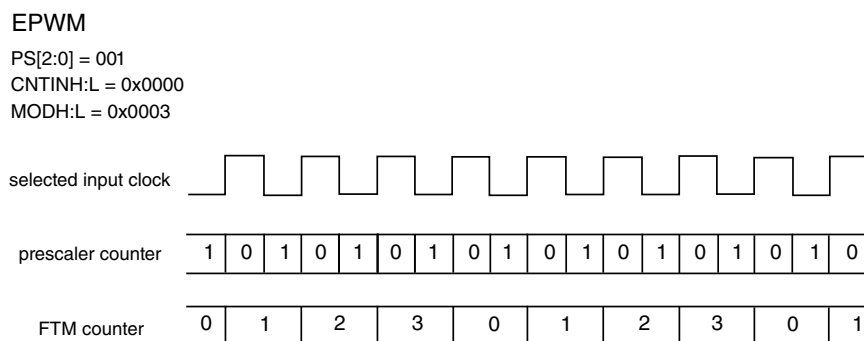 EPWM
PS[2:0] = 001
CNTINH:L = 0x0000
MODH:L = 0x0003
selected input clock
prescaler counter 1 0 1 0 1 0 1 0 1 0 1 0 1 0 1 0 1 0
FTM counter 0 1 2 3 0 1 2 3 0 1